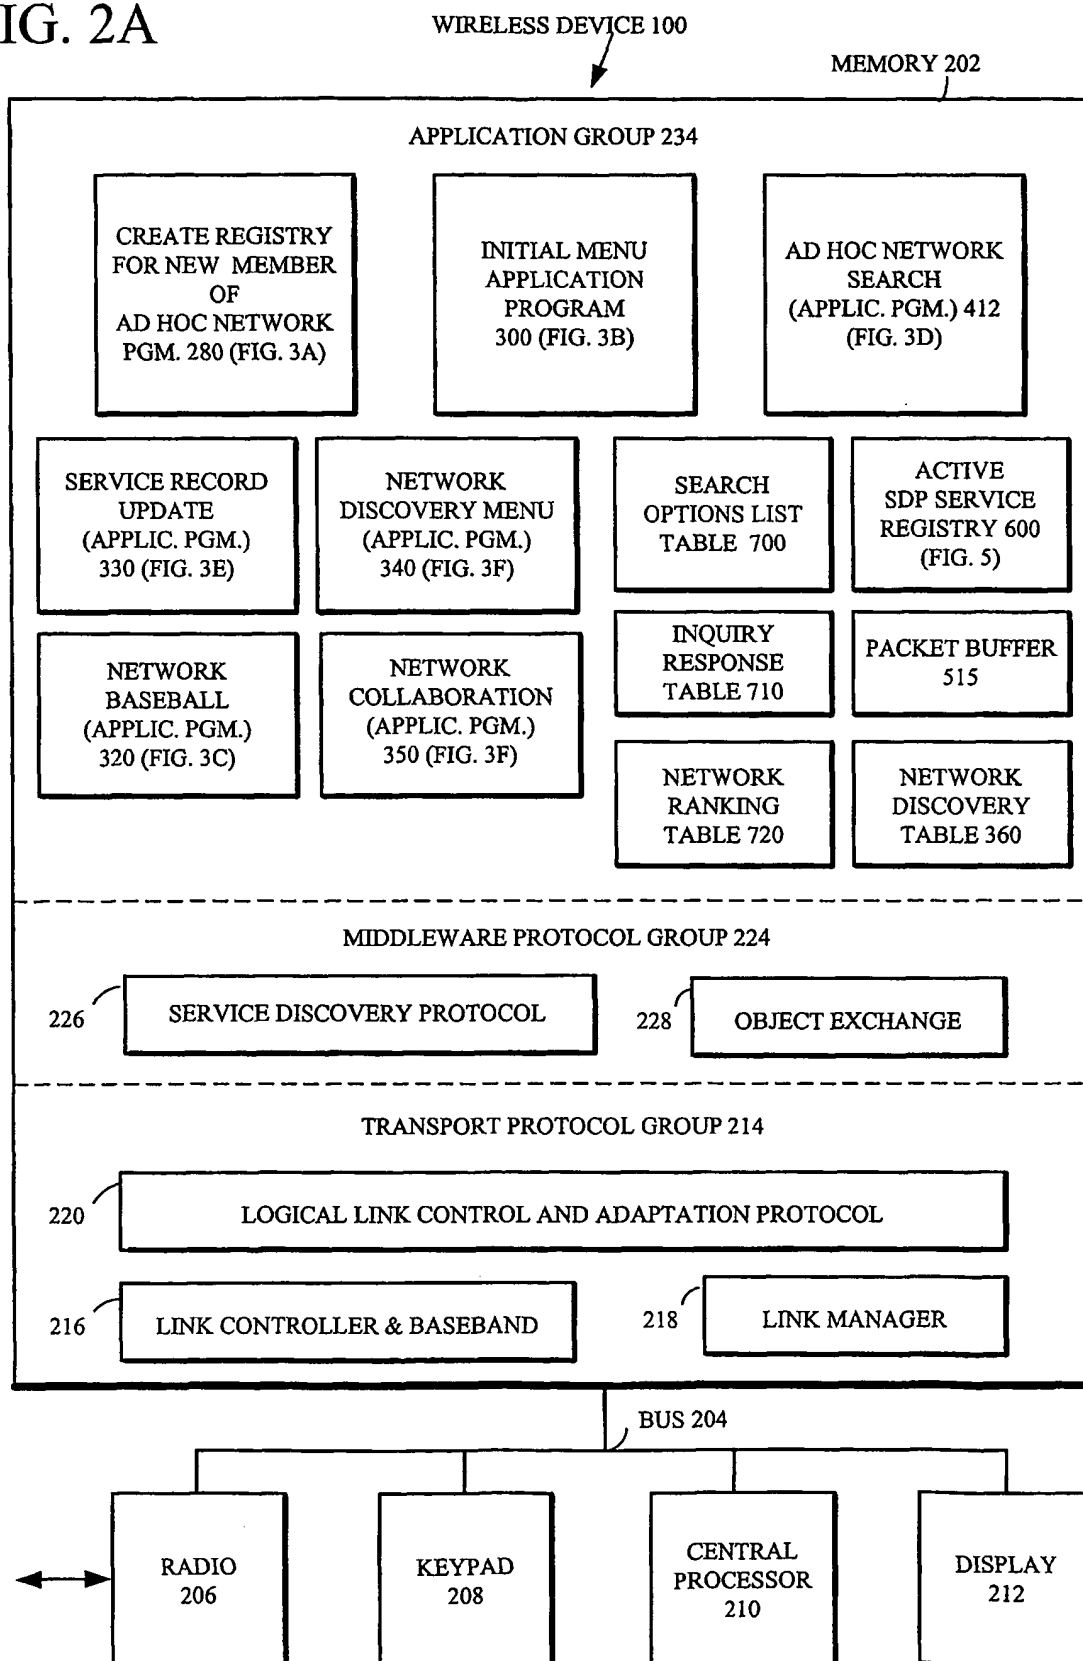 IG. 2A
WIRELESS DEVICE 100
MEMORY 202
APPLICATION GROUP 234
CREATE REGISTRY
FOR NEW MEMBER
OF
AD HOC NETWORK
PGM. 280 (FIG. 3A)
INITIAL MENU
APPLICATION
PROGRAM
300 (FIG. 3B)
AD HOC NETWORK
SEARCH
(APPLIC. PGM.) 412
(FIG. 3D)
SERVICE RECORD
UPDATE
(APPLIC. PGM.)
330 (FIG. 3E)
NETWORK
DISCOVERY MENU
(APPLIC. PGM.)
340 (FIG. 3F)
SEARCH
OPTIONS LIST
TABLE 700
ACTIVE
SDP SERVICE
REGISTRY 600
(FIG. 5)
NETWORK
BASEBALL
(APPLIC. PGM.)
320 (FIG. 3C)
NETWORK
COLLABORATION
(APPLIC. PGM.)
350 (FIG. 3F)
INQUIRY
RESPONSE
TABLE 710
PACKET BUFFER
515
NETWORK
RANKING
TABLE 720
NETWORK
DISCOVERY
TABLE 360
MIDDLEWARE PROTOCOL GROUP 224
226
SERVICE DISCOVERY PROTOCOL
228
OBJECT EXCHANGE
TRANSPORT PROTOCOL GROUP 214
220
LOGICAL LINK CONTROL AND ADAPTATION PROTOCOL
216
LINK CONTROLLER & BASEBAND
218
LINK MANAGER
BUS 204
RADIO
206
KEYPAD
208
CENTRAL
PROCESSOR
210
DISPLAY
212